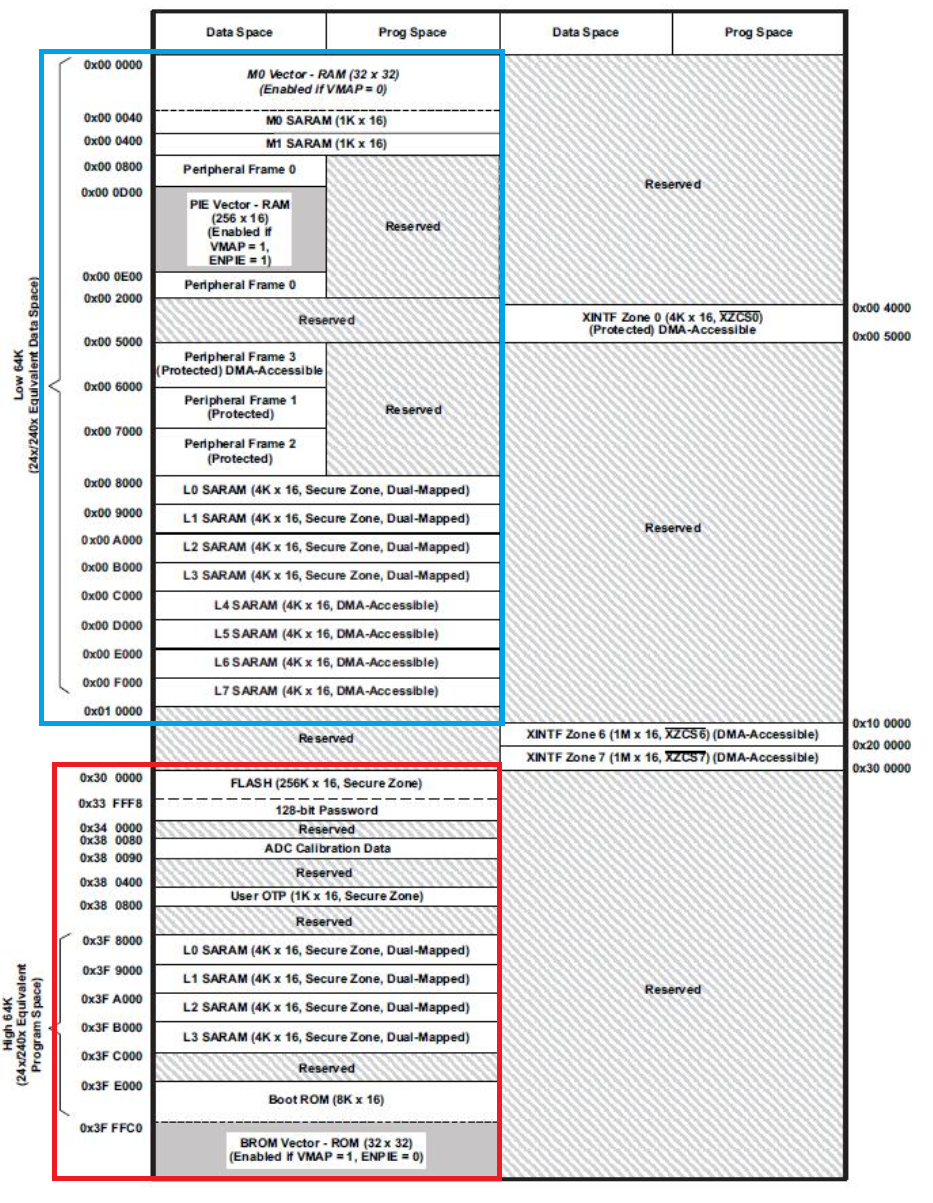 Data Space
Prog Space
Data Space
Prog Space
0x00 0000
M0 Vector - RAM (32 x 32)
(Enabled if VMAP = 0)
0x00 0040
M0 SARAM (1K x 16)
0x00 0400
M1 SARAM (1K x 16)
0x00 0800
Peripheral Frame 0
0x00 0D00
PIE Vector - RAM
(256 x 16)
(Enabled if
VMAP = 1,
ENPIE = 1)
Reserved
Reserved
0x00 0E00
Peripheral Frame 0
0x00 2000
Reserved
XINTF Zone 0 (4K x 16, XZCS0)
(Protected) DMA-Accessible
0x00 4000
0x00 5000
0x00 5000
Peripheral Frame 3
(Protected) DMA-Accessible
0x00 6000
Peripheral Frame 1
(Protected)
Reserved
0x00 7000
Peripheral Frame 2
(Protected)
Low 64K
(24x/240x Equivalent Data Space)
0x00 8000
L0 SARAM (4K x 16, Secure Zone, Dual-Mapped)
0x00 9000
L1 SARAM (4K x 16, Secure Zone, Dual-Mapped)
Reserved
0x00 A000
L2 SARAM (4K x 16, Secure Zone, Dual-Mapped)
0x00 B000
L3 SARAM (4K x 16, Secure Zone, Dual-Mapped)
0x00 C000
L4 SARAM (4K x 16, DMA-Accessible)
0x00 D000
L5 SARAM (4K x 16, DMA-Accessible)
0x00 E000
L6 SARAM (4K x 16, DMA-Accessible)
0x00 F000
L7 SARAM (4K x 16, DMA-Accessible)
0x01 0000
Reserved
XINTF Zone 6 (1M x 16, XZCS6) (DMA-Accessible)
0x10 0000
0x20 0000
XINTF Zone 7 (1M x 16, XZCS7) (DMA-Accessible)
0x30 0000
0x30 0000
FLASH (256K x 16, Secure Zone)
0x33 FFF8
128-bit Password
0x34 0000
Reserved
0x38 0080
ADC Calibration Data
0x38 0090
Reserved
0x38 0400
User OTP (1K x 16, Secure Zone)
0x38 0800
Reserved
0x3F 8000
L0 SARAM (4K x 16, Secure Zone, Dual-Mapped)
0x3F 9000
L1 SARAM (4K x 16, Secure Zone, Dual-Mapped)
Reserved
0x3F A000
L2 SARAM (4K x 16, Secure Zone, Dual-Mapped)
0x3F B000
L3 SARAM (4K x 16, Secure Zone, Dual-Mapped)
0x3F C000
Reserved
0x3F E000
Boot ROM (8K x 16)
0x3F FFC0
BROM Vector - ROM (32 x 32)
(Enabled if VMAP = 1, ENPIE = 0)
High 64K
(24x/240x Equivalent
Program Space)